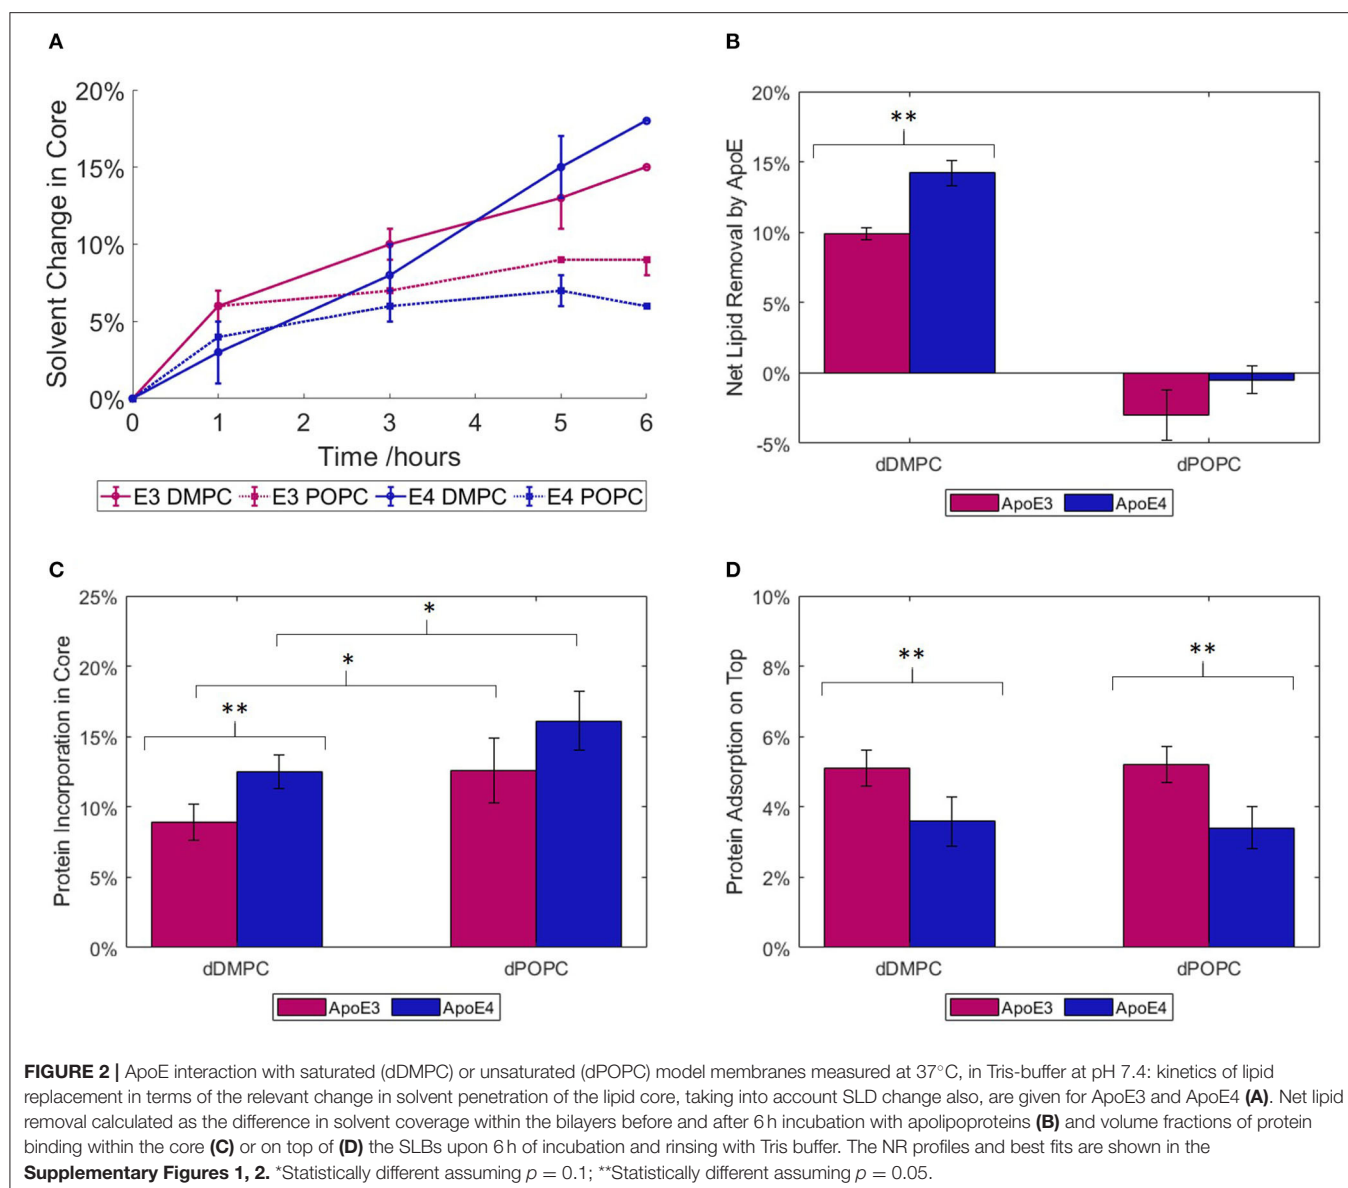 A
Solvent Change in Core
20%
15%
10%
5%
0%
0 1 2 3 4 5 6
Time /hours
E3 DMPC E3 POPC E4 DMPC E4 POPC
B
Net Lipid Removal by ApoE
20%
15%
10%
5%
0%
-5%
**
dDMPC dPOPC
ApoE3 ApoE4
C
Protein Incorporation in Core
25%
20%
15%
10%
5%
0%
*
*
**
dDMPC dPOPC
ApoE3 ApoE4
D
Protein Adsorption on Top
10%
8%
6%
4%
2%
0%
** **
dDMPC dPOPC
ApoE3 ApoE4
FIGURE 2 | ApoE interaction with saturated (dDMPC) or unsaturated (dPOPC) model membranes measured at 37°C, in Tris-buffer at pH 7.4: kinetics of lipid
replacement in terms of the relevant change in solvent penetration of the lipid core, taking into account SLD change also, are given for ApoE3 and ApoE4 (A). Net lipid
removal calculated as the difference in solvent coverage within the bilayers before and after 6 h incubation with apolipoproteins (B) and volume fractions of protein
binding within the core (C) or on top of (D) the SLBs upon 6 h of incubation and rinsing with Tris buffer. The NR profiles and best fits are shown in the
Supplementary Figures 1, 2. *Statistically different assuming p = 0.1; **Statistically different assuming p = 0.05.